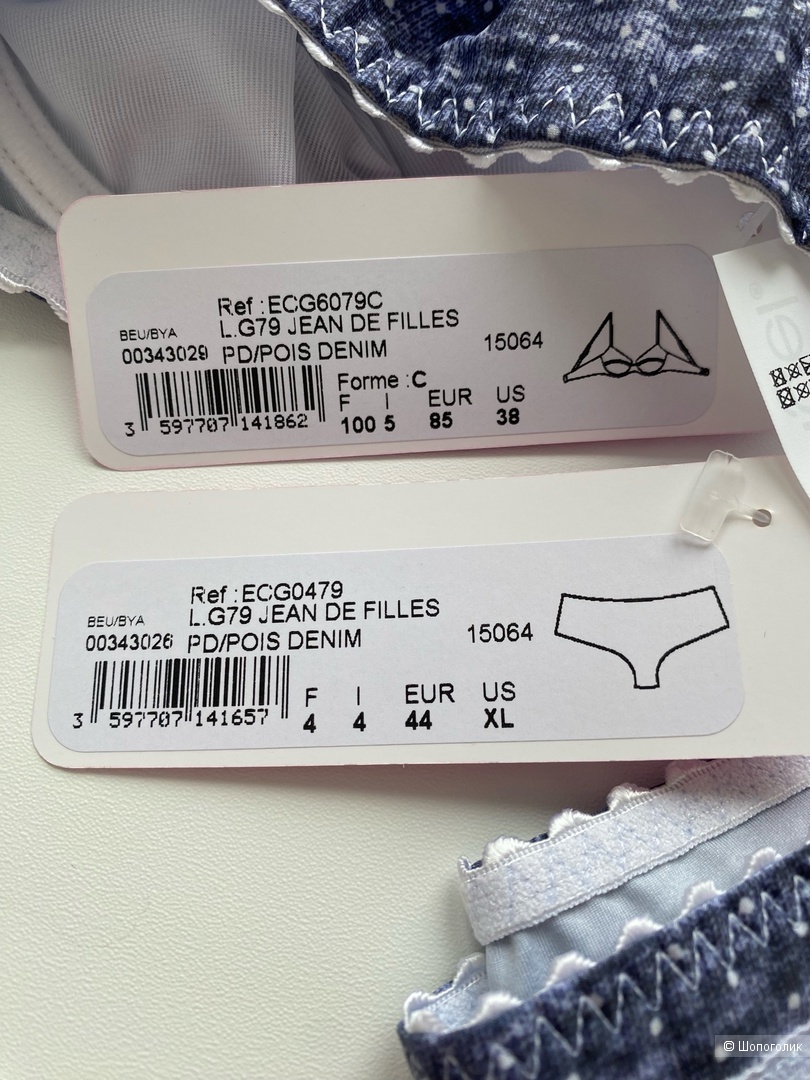 Ref :ECG6079C
BEU/BYA L.G79 JEAN DE FILLES
00343029 PD/POIS DENIM 15064
Forme :C
F I EUR US
100 5 85 38
3 597707 141862
Ref :ECG0479
BEU/BYA L.G79 JEAN DE FILLES
00343026 PD/POIS DENIM 15064
F I EUR US
4 4 44 XL
3 597707 141657
© Шопоголик